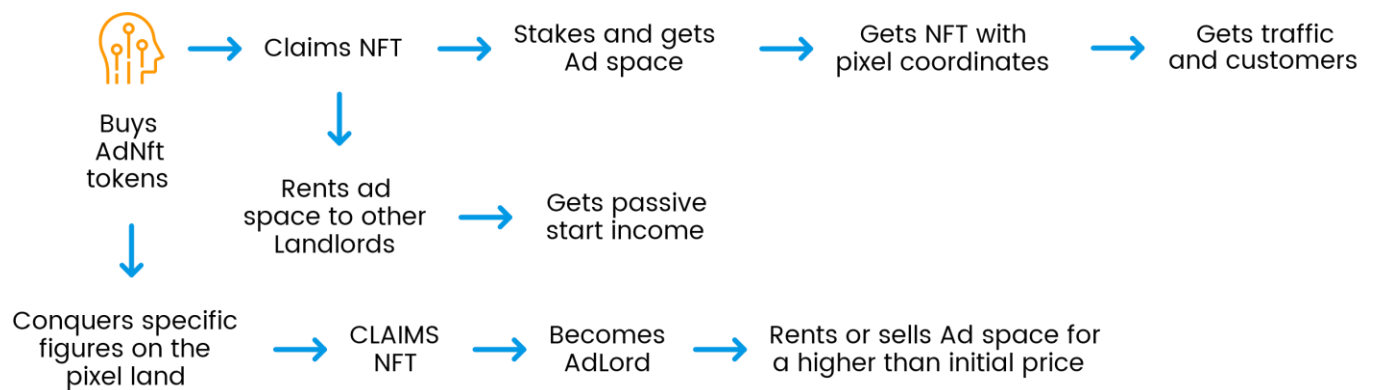 Claims NFT
Stakes and gets
Ad space
Gets NFT with
pixel coordinates
Gets traffic
and customers
Buys
AdNft
tokens
Rents ad
space to other
Landlords
Gets passive
start income
Conquers specific
figures on the
pixel land
CLAIMS
NFT
Becomes
AdLord
Rents or sells Ad space for
a higher than initial price